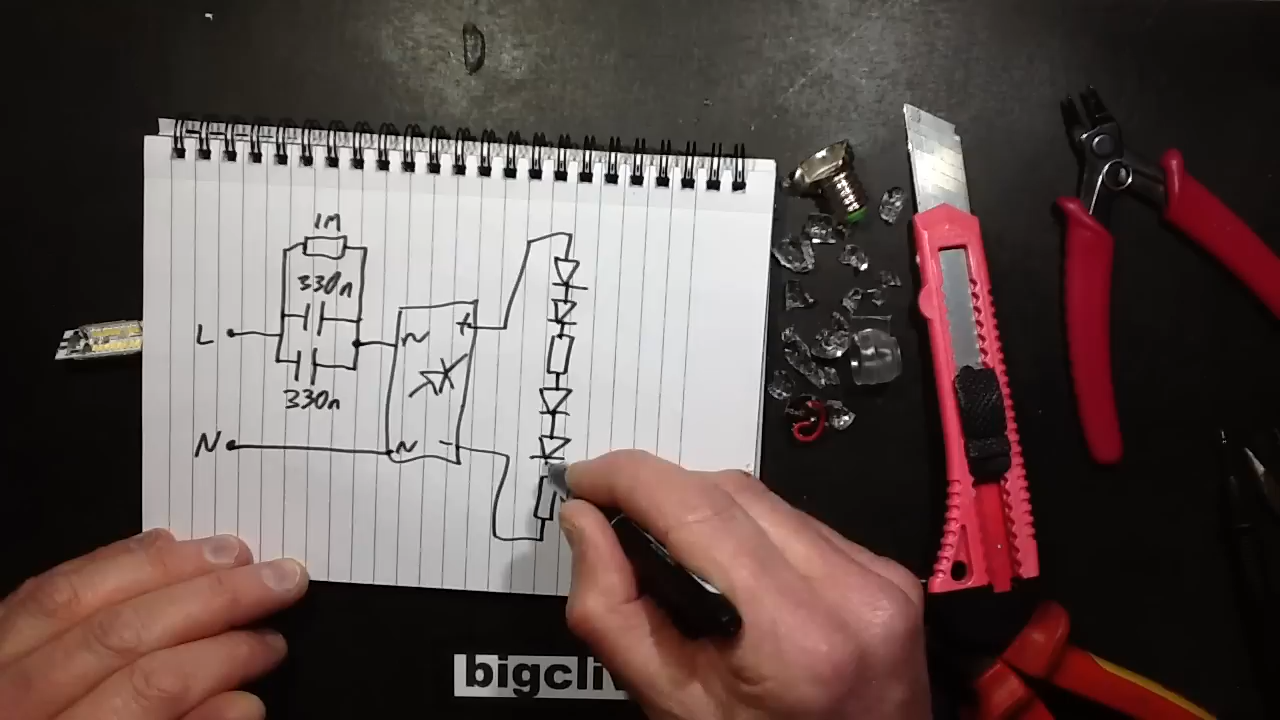 1M
330n
L
~ +
330n
N
~ -
bigcli